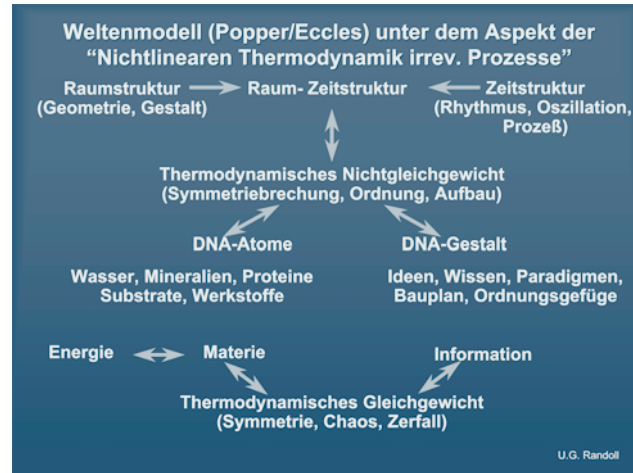 Weltenmodell (Popper/Eccles) unter dem Aspekt der
“Nichtlinearen Thermodynamik irrev. Prozesse”
Raumstruktur
(Geometrie, Gestalt)
Raum- Zeitstruktur
Zeitstruktur
(Rhythmus, Oszillation,
Prozeß)
Thermodynamisches Nichtgleichgewicht
(Symmetriebrechung, Ordnung, Aufbau)
DNA-Atome
DNA-Gestalt
Wasser, Mineralien, Proteine
Substrate, Werkstoffe
Ideen, Wissen, Paradigmen,
Bauplan, Ordnungsgefüge
Energie
Materie
Information
Thermodynamisches Gleichgewicht
(Symmetrie, Chaos, Zerfall)
U.G. Randoll